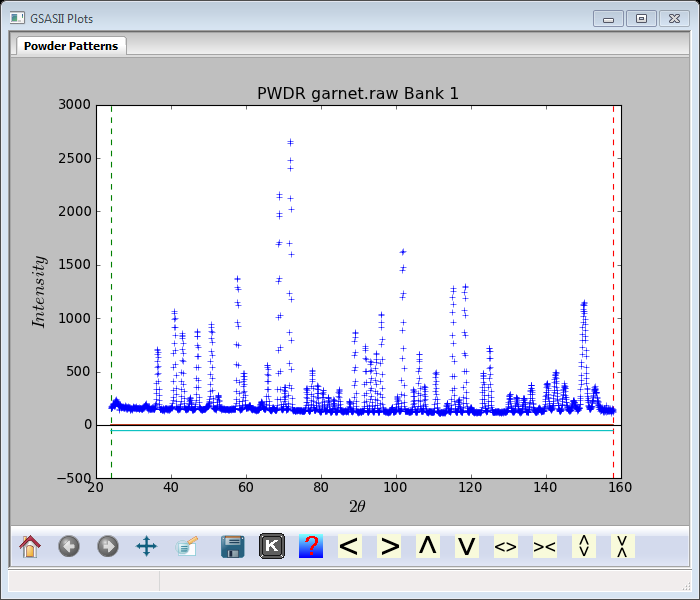 GSASII Plots
Powder Patterns
PWDR garnet.raw Bank 1
3000
2500
2000
1500
1000
500
0
−500
Intensity
20 40 60 80 100 120 140 160
2θ
K ? < > ʌ v <> ><